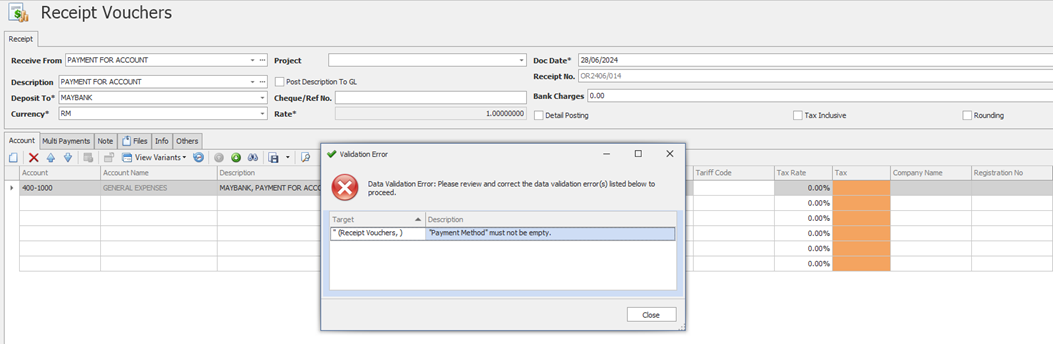 Receipt Vouchers
Receipt
Receive From PAYMENT FOR ACCOUNT Project Doc Date* 28/06/2024
Receipt No. OR2406/014
Description PAYMENT FOR ACCOUNT Post Description To GL
Deposit To* MAYBANK Cheque/Ref No. Bank Charges 0.00
Currency* RM Rate* 1.00000000 Detail Posting Tax Inclusive Rounding
Account Multi Payments Note Files Info Others
View Variants
Account Account Name Description Tariff Code Tax Rate Tax Company Name Registration No
400-1000 GENERAL EXPENSES MAYBANK, PAYMENT FOR ACCO 0.00%
0.00%
0.00%
0.00%
0.00%
0.00%
Validation Error
Data Validation Error: Please review and correct the data validation error(s) listed below to
proceed.
Target Description
" (Receipt Vouchers, ) "Payment Method" must not be empty.
Close